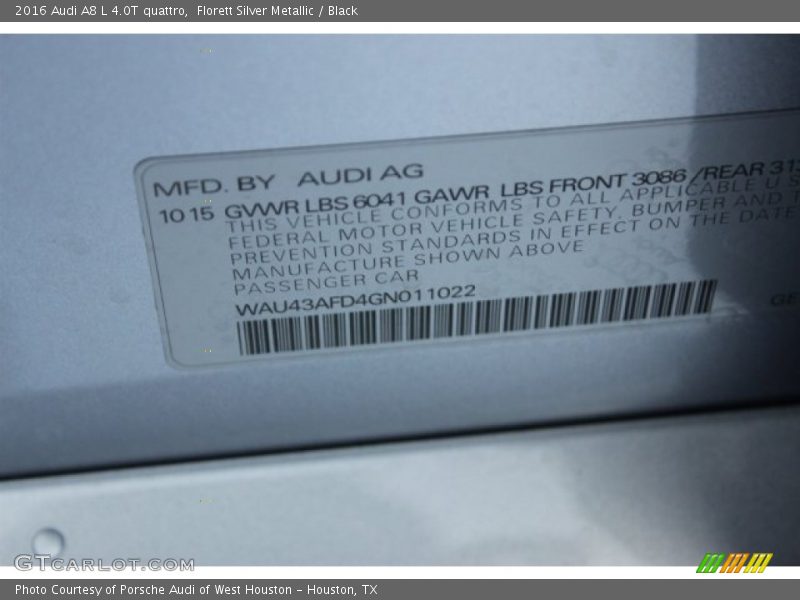 2016 Audi A8 L 4.0T quattro,  Florett Silver Metallic / Black
MFD. BY AUDI AG
10 15 GVWR LBS 6041 GAWR LBS FRONT 3086 /REAR
THIS VEHICLE CONFORMS TO ALL APPLICABLE U S
FEDERAL MOTOR VEHICLE SAFETY, BUMPER AND
PREVENTION STANDARDS IN EFFECT ON THE DATE
MANUFACTURE SHOWN ABOVE
PASSENGER CAR
WAU43AFD4GN011022
GTCARLOT.COM
Photo Courtesy of Porsche Audi of West Houston – Houston, TX